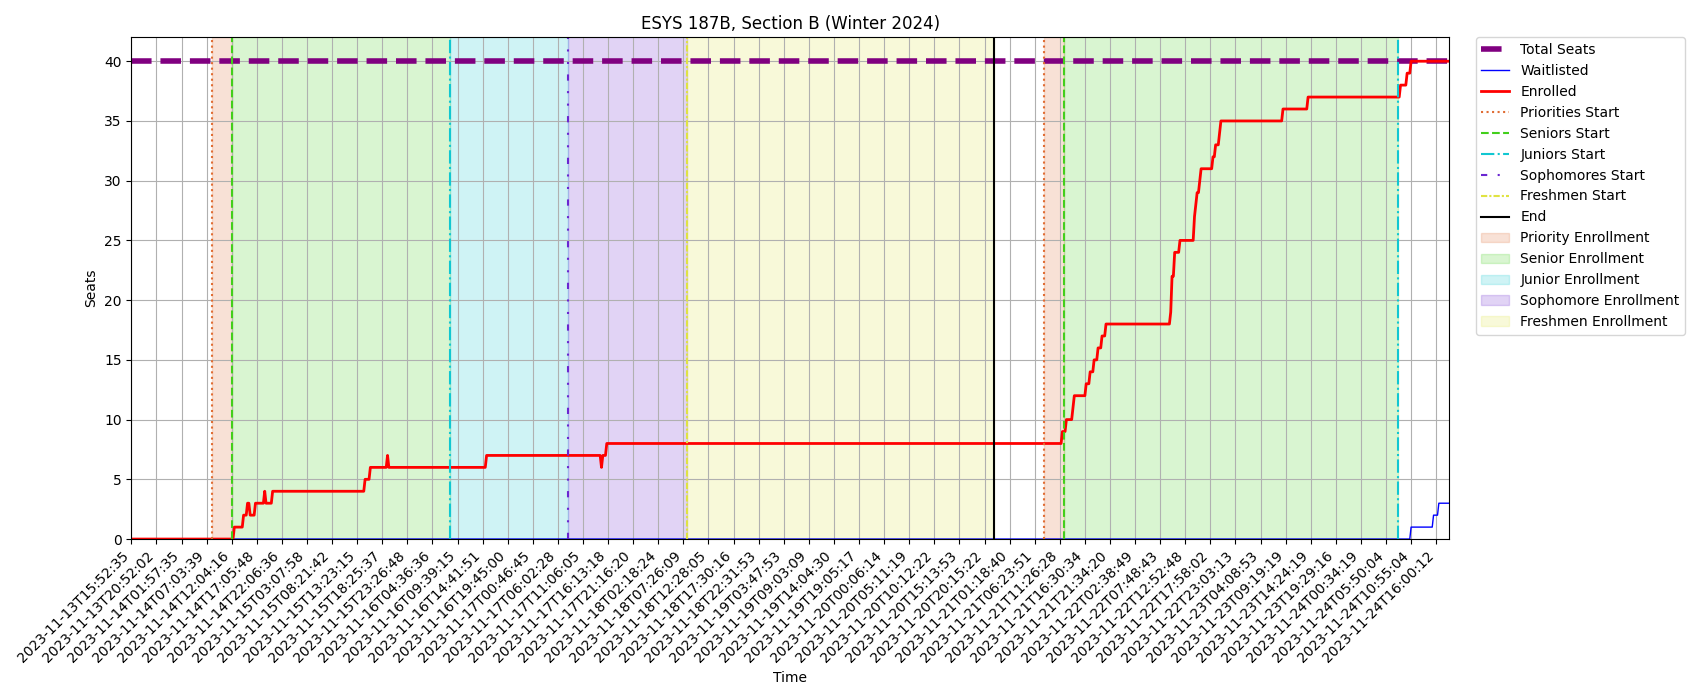 ESYS 187B, Section B (Winter 2024)
Total Seats
Waitlisted
Enrolled
Priorities Start
Seniors Start
Juniors Start
Sophomores Start
Freshmen Start
End
Priority Enrollment
Senior Enrollment
Junior Enrollment
Sophomore Enrollment
Freshmen Enrollment
Seats
40
35
30
25
20
15
10
5
0
2023-11-13T15:52:35
2023-11-13T20:52:02
2023-11-14T01:57:35
2023-11-14T07:03:39
2023-11-14T12:04:16
2023-11-14T17:05:48
2023-11-14T22:06:36
2023-11-15T03:07:58
2023-11-15T08:21:42
2023-11-15T13:23:15
2023-11-15T18:25:37
2023-11-15T23:26:48
2023-11-16T04:36:36
2023-11-16T09:39:15
2023-11-16T14:41:51
2023-11-16T19:45:00
2023-11-17T00:46:45
2023-11-17T06:02:28
2023-11-17T11:06:05
2023-11-17T16:13:18
2023-11-17T21:16:20
2023-11-18T02:18:24
2023-11-18T07:26:09
2023-11-18T12:28:05
2023-11-18T17:30:16
2023-11-18T22:31:53
2023-11-19T03:47:53
2023-11-19T09:03:09
2023-11-19T14:04:30
2023-11-19T19:05:17
2023-11-20T00:06:14
2023-11-20T05:11:19
2023-11-20T10:12:22
2023-11-20T15:13:53
2023-11-20T20:15:22
2023-11-21T01:18:40
2023-11-21T06:23:51
2023-11-21T11:26:28
2023-11-21T16:30:34
2023-11-21T21:34:20
2023-11-22T02:38:49
2023-11-22T07:48:43
2023-11-22T12:52:48
2023-11-22T17:58:02
2023-11-22T23:03:13
2023-11-23T04:08:53
2023-11-23T09:19:19
2023-11-23T14:24:19
2023-11-23T19:29:16
2023-11-24T00:34:19
2023-11-24T05:50:04
2023-11-24T10:55:04
2023-11-24T16:00:12
Time